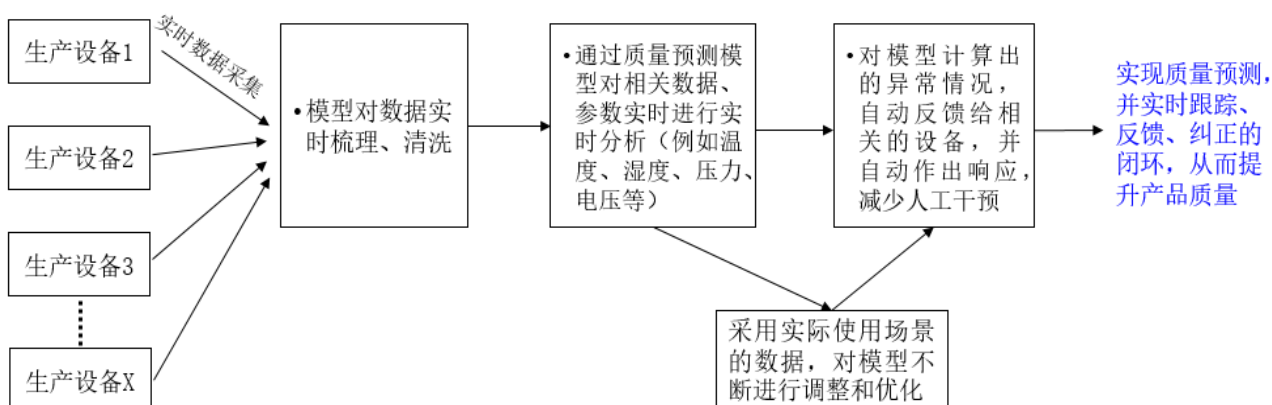 生产设备1
实时数据采集
生产设备2
生产设备3
生产设备X
•模型对数据实
时梳理、清洗
•通过质量预测模
型对相关数据、
参数实时进行实
时分析（例如温
度、湿度、压力、
电压等）
•对模型计算出
的异常情况，
自动反馈给相
关的设备，并
自动作出响应，
减少人工干预
采用实际使用场景
的数据，对模型不
断进行调整和优化
实现质量预测，
并实时跟踪、
反馈、纠正的
闭环，从而提
升产品质量